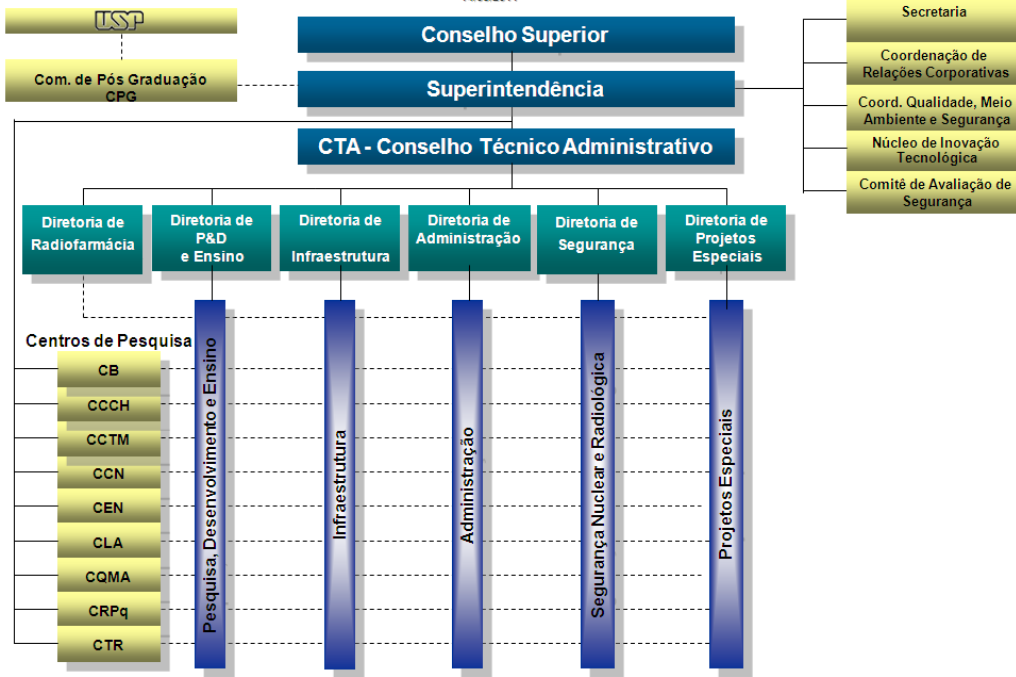 USP
Com. de Pós Graduação
CPG
Conselho Superior
Superintendência
CTA - Conselho Técnico Administrativo
Secretaria
Coordenação de
Relações Corporativas
Coord. Qualidade, Meio
Ambiente e Segurança
Núcleo de Inovação
Tecnológica
Comitê de Avaliação de
Segurança
Diretoria de
Radiofarmácia
Diretoria de
P&D
e Ensino
Diretoria de
Infraestrutura
Diretoria de
Administração
Diretoria de
Segurança
Diretoria de
Projetos
Especiais
Centros de Pesquisa
CB
CCCH
CCTM
CCN
CEN
CLA
CQMA
CRPq
CTR
Pesquisa, Desenvolvimento e Ensino
Infraestrutura
Administração
Segurança Nuclear e Radiológica
Projetos Especiais